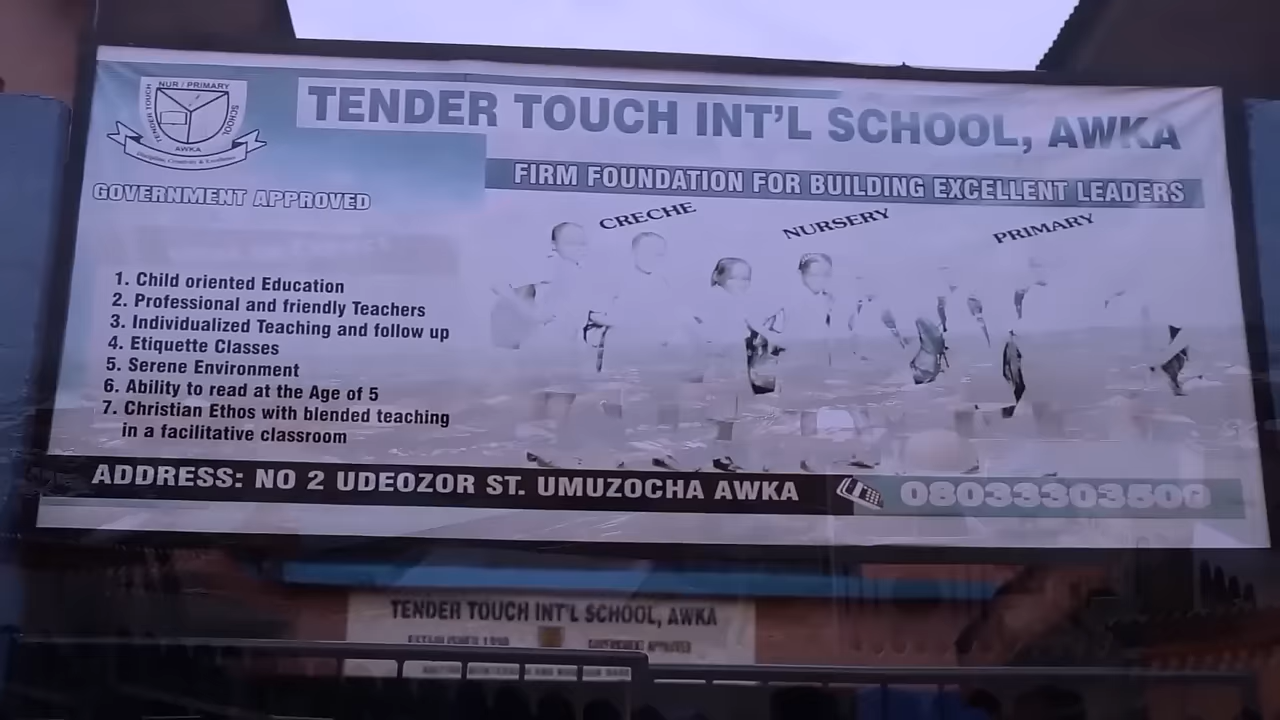 NUR / PRIMARY
TENDER TOUCH
SCHOOL
AWKA
Discipline, Creativity & Excellence
TENDER TOUCH INT'L SCHOOL, AWKA
FIRM FOUNDATION FOR BUILDING EXCELLENT LEADERS
GOVERNMENT APPROVED
CRECHE
NURSERY
PRIMARY
1. Child oriented Education
2. Professional and friendly Teachers
3. Individualized Teaching and follow up
4. Etiquette Classes
5. Serene Environment
6. Ability to read at the Age of 5
7. Christian Ethos with blended teaching
in a facilitative classroom
ADDRESS: NO 2 UDEOZOR ST. UMUZOCHA AWKA
08033303500
TENDER TOUCH INT'L SCHOOL, AWKA
ESTABLISHED
GOVERNMENT APPROVED